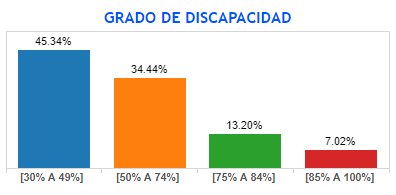 GRADO DE DISCAPACIDAD
45.34%
34.44%
13.20%
7.02%
[30% A 49%] [50% A 74%] [75% A 84%] [85% A 100%]